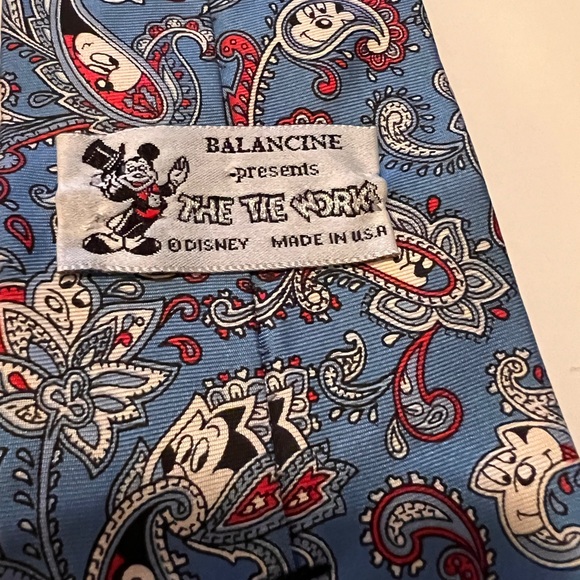 BALANCINE
-presents
THE TIE WORKS
© DISNEY MADE IN U.S.A